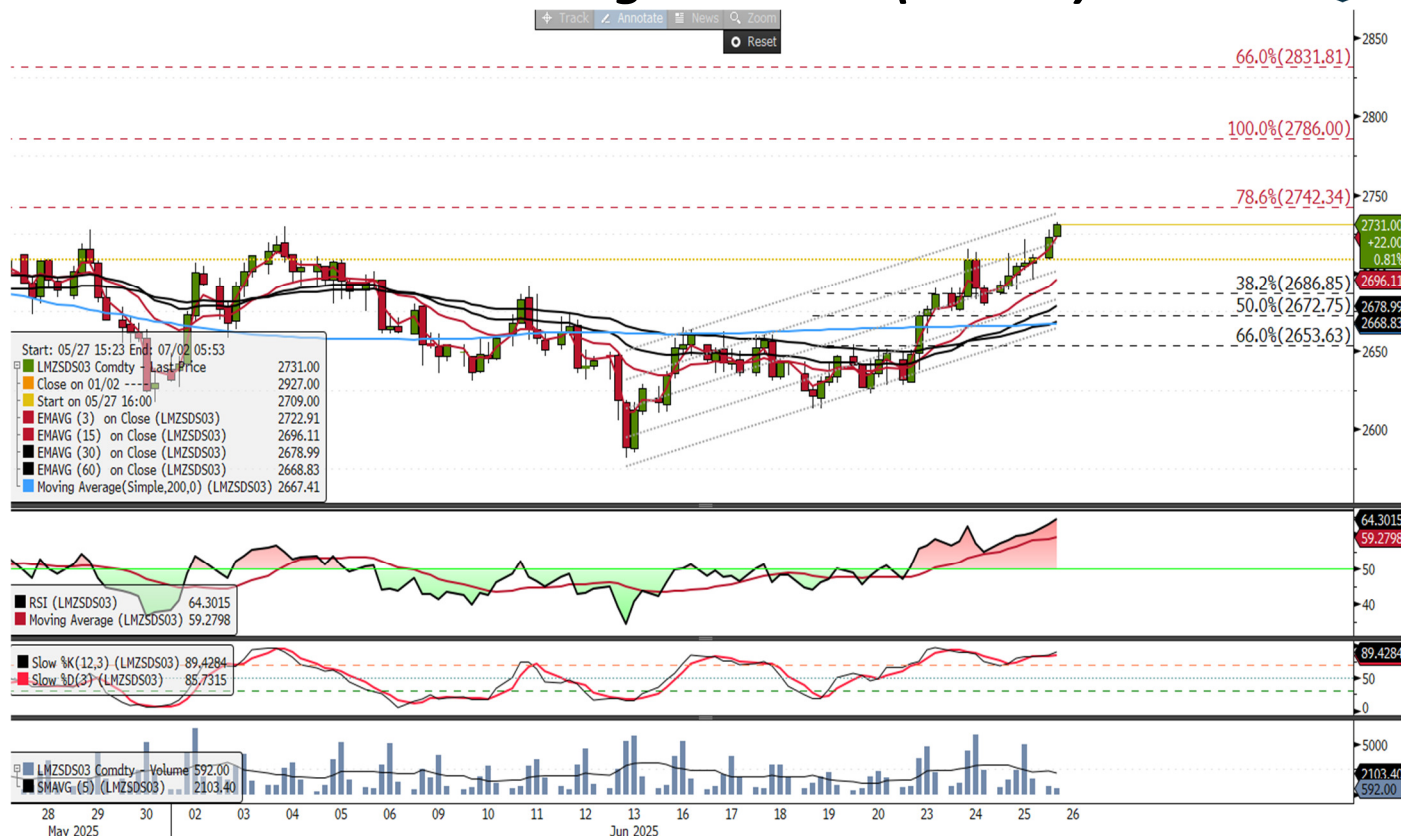 Track Annotate News Zoom
Reset
66.0%(2831.81)
100.0%(2786.00)
78.6%(2742.34)
38.2%(2686.85)
50.0%(2672.75)
66.0%(2653.63)
2850
2800
2750
2731.00
+22.00
0.81%
2696.11
2678.99
2668.83
2650
2600
Start: 05/27 15:23 End: 07/02 05:53
LMZSDS03 Comdty - Last Price 2731.00
Close on 01/02 ---- 2927.00
Start on 05/27 16:00 2709.00
EMAVG (3) on Close (LMZSDS03) 2722.91
EMAVG (15) on Close (LMZSDS03) 2696.11
EMAVG (30) on Close (LMZSDS03) 2678.99
EMAVG (60) on Close (LMZSDS03) 2668.83
Moving Average(Simple,200,0) (LMZSDS03) 2667.41
64.3015
59.2798
50
40
RSI (LMZSDS03) 64.3015
Moving Average (LMZSDS03) 59.2798
Slow %K(12,3) (LMZSDS03) 89.4284
Slow %D(3) (LMZSDS03) 85.7315
89.4284
50
0
LMZSDS03 Comdty - Volume 592.00
SMAVG (5) (LMZSDS03) 2103.40
5000
2103.40
592.00
28 29 30 02 03 04 05 06 09 10 11 12 13 16 17 18 19 20 23 24 25 26
May 2025 Jun 2025